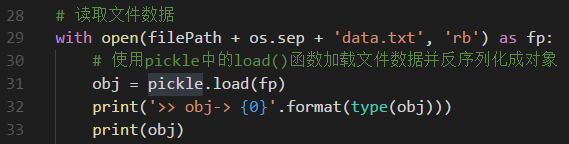 28 # 读取文件数据
29 with open(filePath + os.sep + 'data.txt', 'rb') as fp:
30 # 使用pickle中的load()函数加载文件数据并反序列化成对象
31 obj = pickle.load(fp)
32 print('>> obj-> {0}'.format(type(obj)))
33 print(obj)